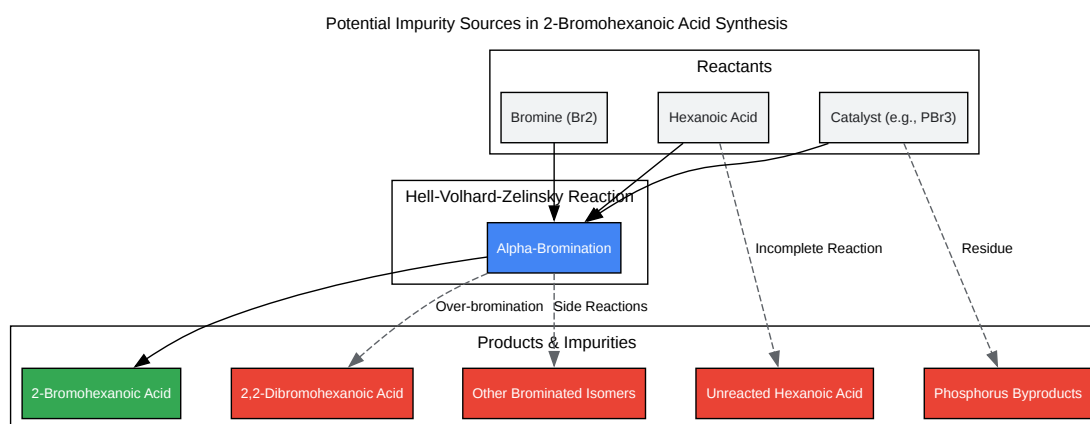 Potential Impurity Sources in 2-Bromohexanoic Acid Synthesis
Reactants
Bromine (Br2)
Hexanoic Acid
Catalyst (e.g., PBr3)
Hell-Volhard-Zelinsky Reaction
Alpha-Bromination
Incomplete Reaction
Residue
Over-bromination
Side Reactions
Products & Impurities
2-Bromohexanoic Acid
2,2-Dibromohexanoic Acid
Other Brominated Isomers
Unreacted Hexanoic Acid
Phosphorus Byproducts